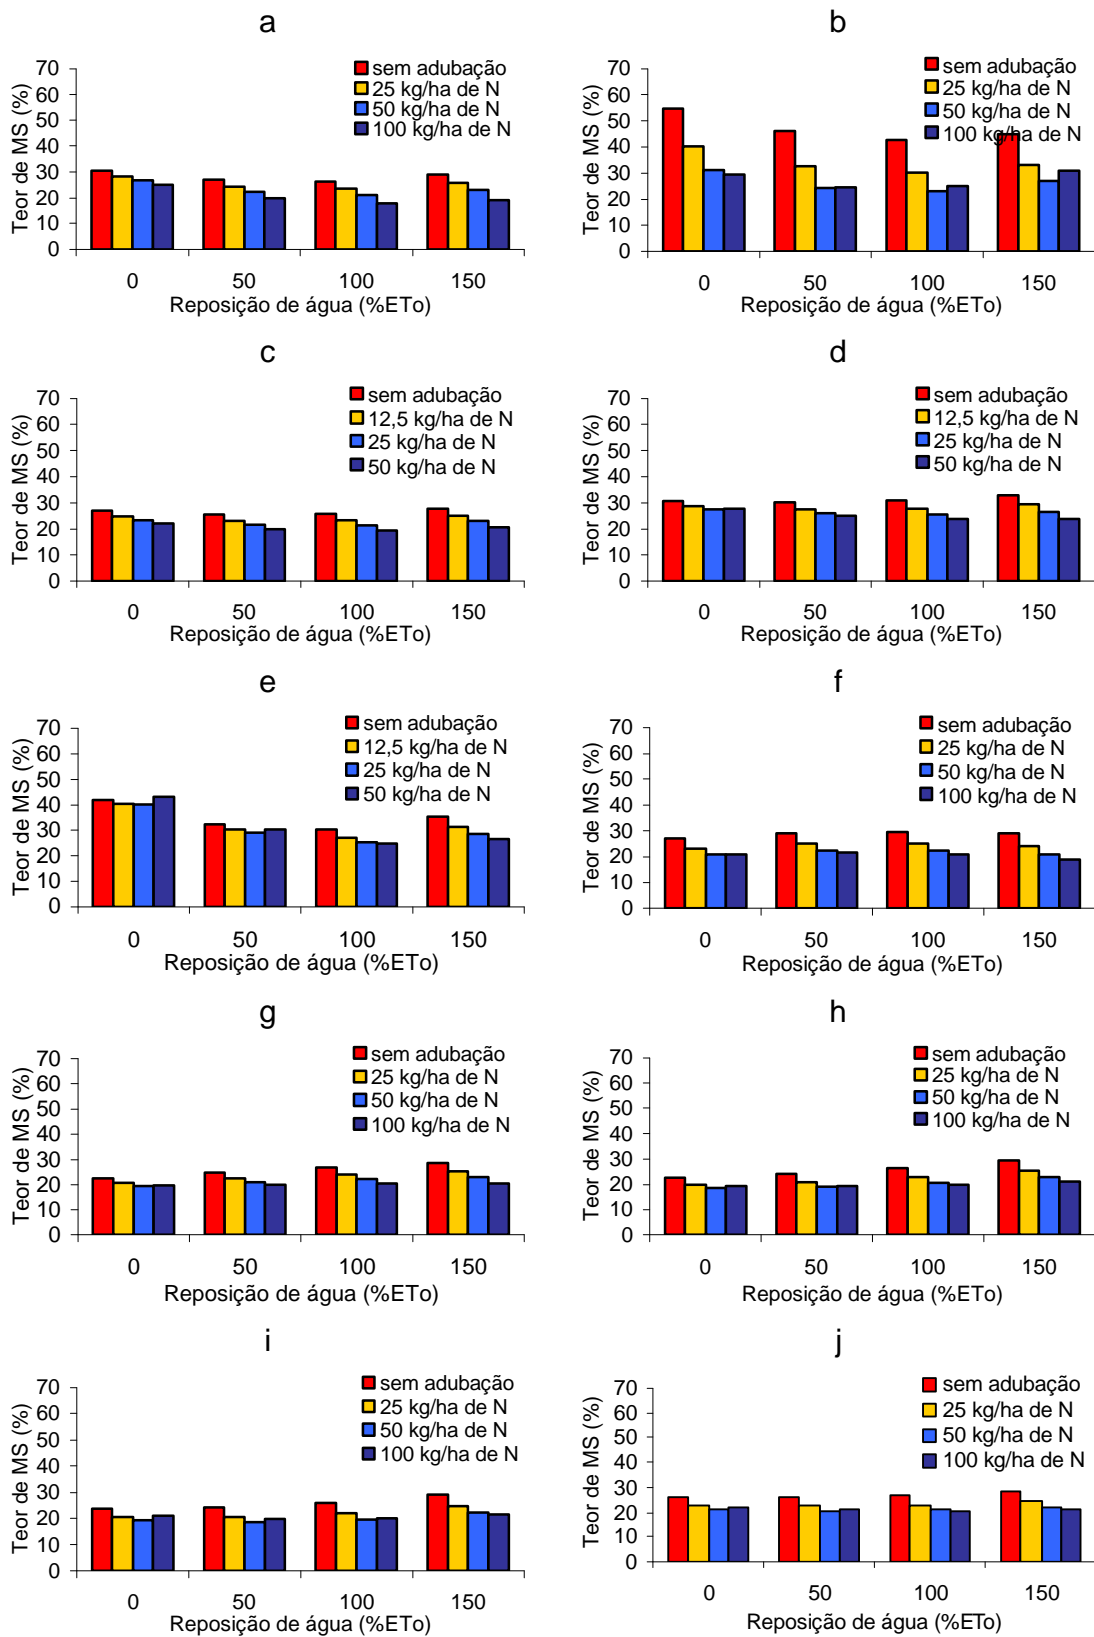 a
Teor de MS (%)
70
60
50
40
30
20
10
0
sem adubação
25 kg/ha de N
50 kg/ha de N
100 kg/ha de N
0 50 100 150
Reposição de água (%ETo)
b
Teor de MS (%)
70
60
50
40
30
20
10
0
sem adubação
25 kg/ha de N
50 kg/ha de N
100 kg/ha de N
0 50 100 150
Reposição de água (%ETo)
c
Teor de MS (%)
70
60
50
40
30
20
10
0
sem adubação
12,5 kg/ha de N
25 kg/ha de N
50 kg/ha de N
0 50 100 150
Reposição de água (%ETo)
d
Teor de MS (%)
70
60
50
40
30
20
10
0
sem adubação
12,5 kg/ha de N
25 kg/ha de N
50 kg/ha de N
0 50 100 150
Reposição de água (%ETo)
e
Teor de MS (%)
70
60
50
40
30
20
10
0
sem adubação
12,5 kg/ha de N
25 kg/ha de N
50 kg/ha de N
0 50 100 150
Reposição de água (%ETo)
f
Teor de MS (%)
70
60
50
40
30
20
10
0
sem adubação
25 kg/ha de N
50 kg/ha de N
100 kg/ha de N
0 50 100 150
Reposição de água (%ETo)
g
Teor de MS (%)
70
60
50
40
30
20
10
0
sem adubação
25 kg/ha de N
50 kg/ha de N
100 kg/ha de N
0 50 100 150
Reposição de água (%ETo)
h
Teor de MS (%)
70
60
50
40
30
20
10
0
sem adubação
25 kg/ha de N
50 kg/ha de N
100 kg/ha de N
0 50 100 150
Reposição de água (%ETo)
i
Teor de MS (%)
70
60
50
40
30
20
10
0
sem adubação
25 kg/ha de N
50 kg/ha de N
100 kg/ha de N
0 50 100 150
Reposição de água (%ETo)
j
Teor de MS (%)
70
60
50
40
30
20
10
0
sem adubação
25 kg/ha de N
50 kg/ha de N
100 kg/ha de N
0 50 100 150
Reposição de água (%ETo)